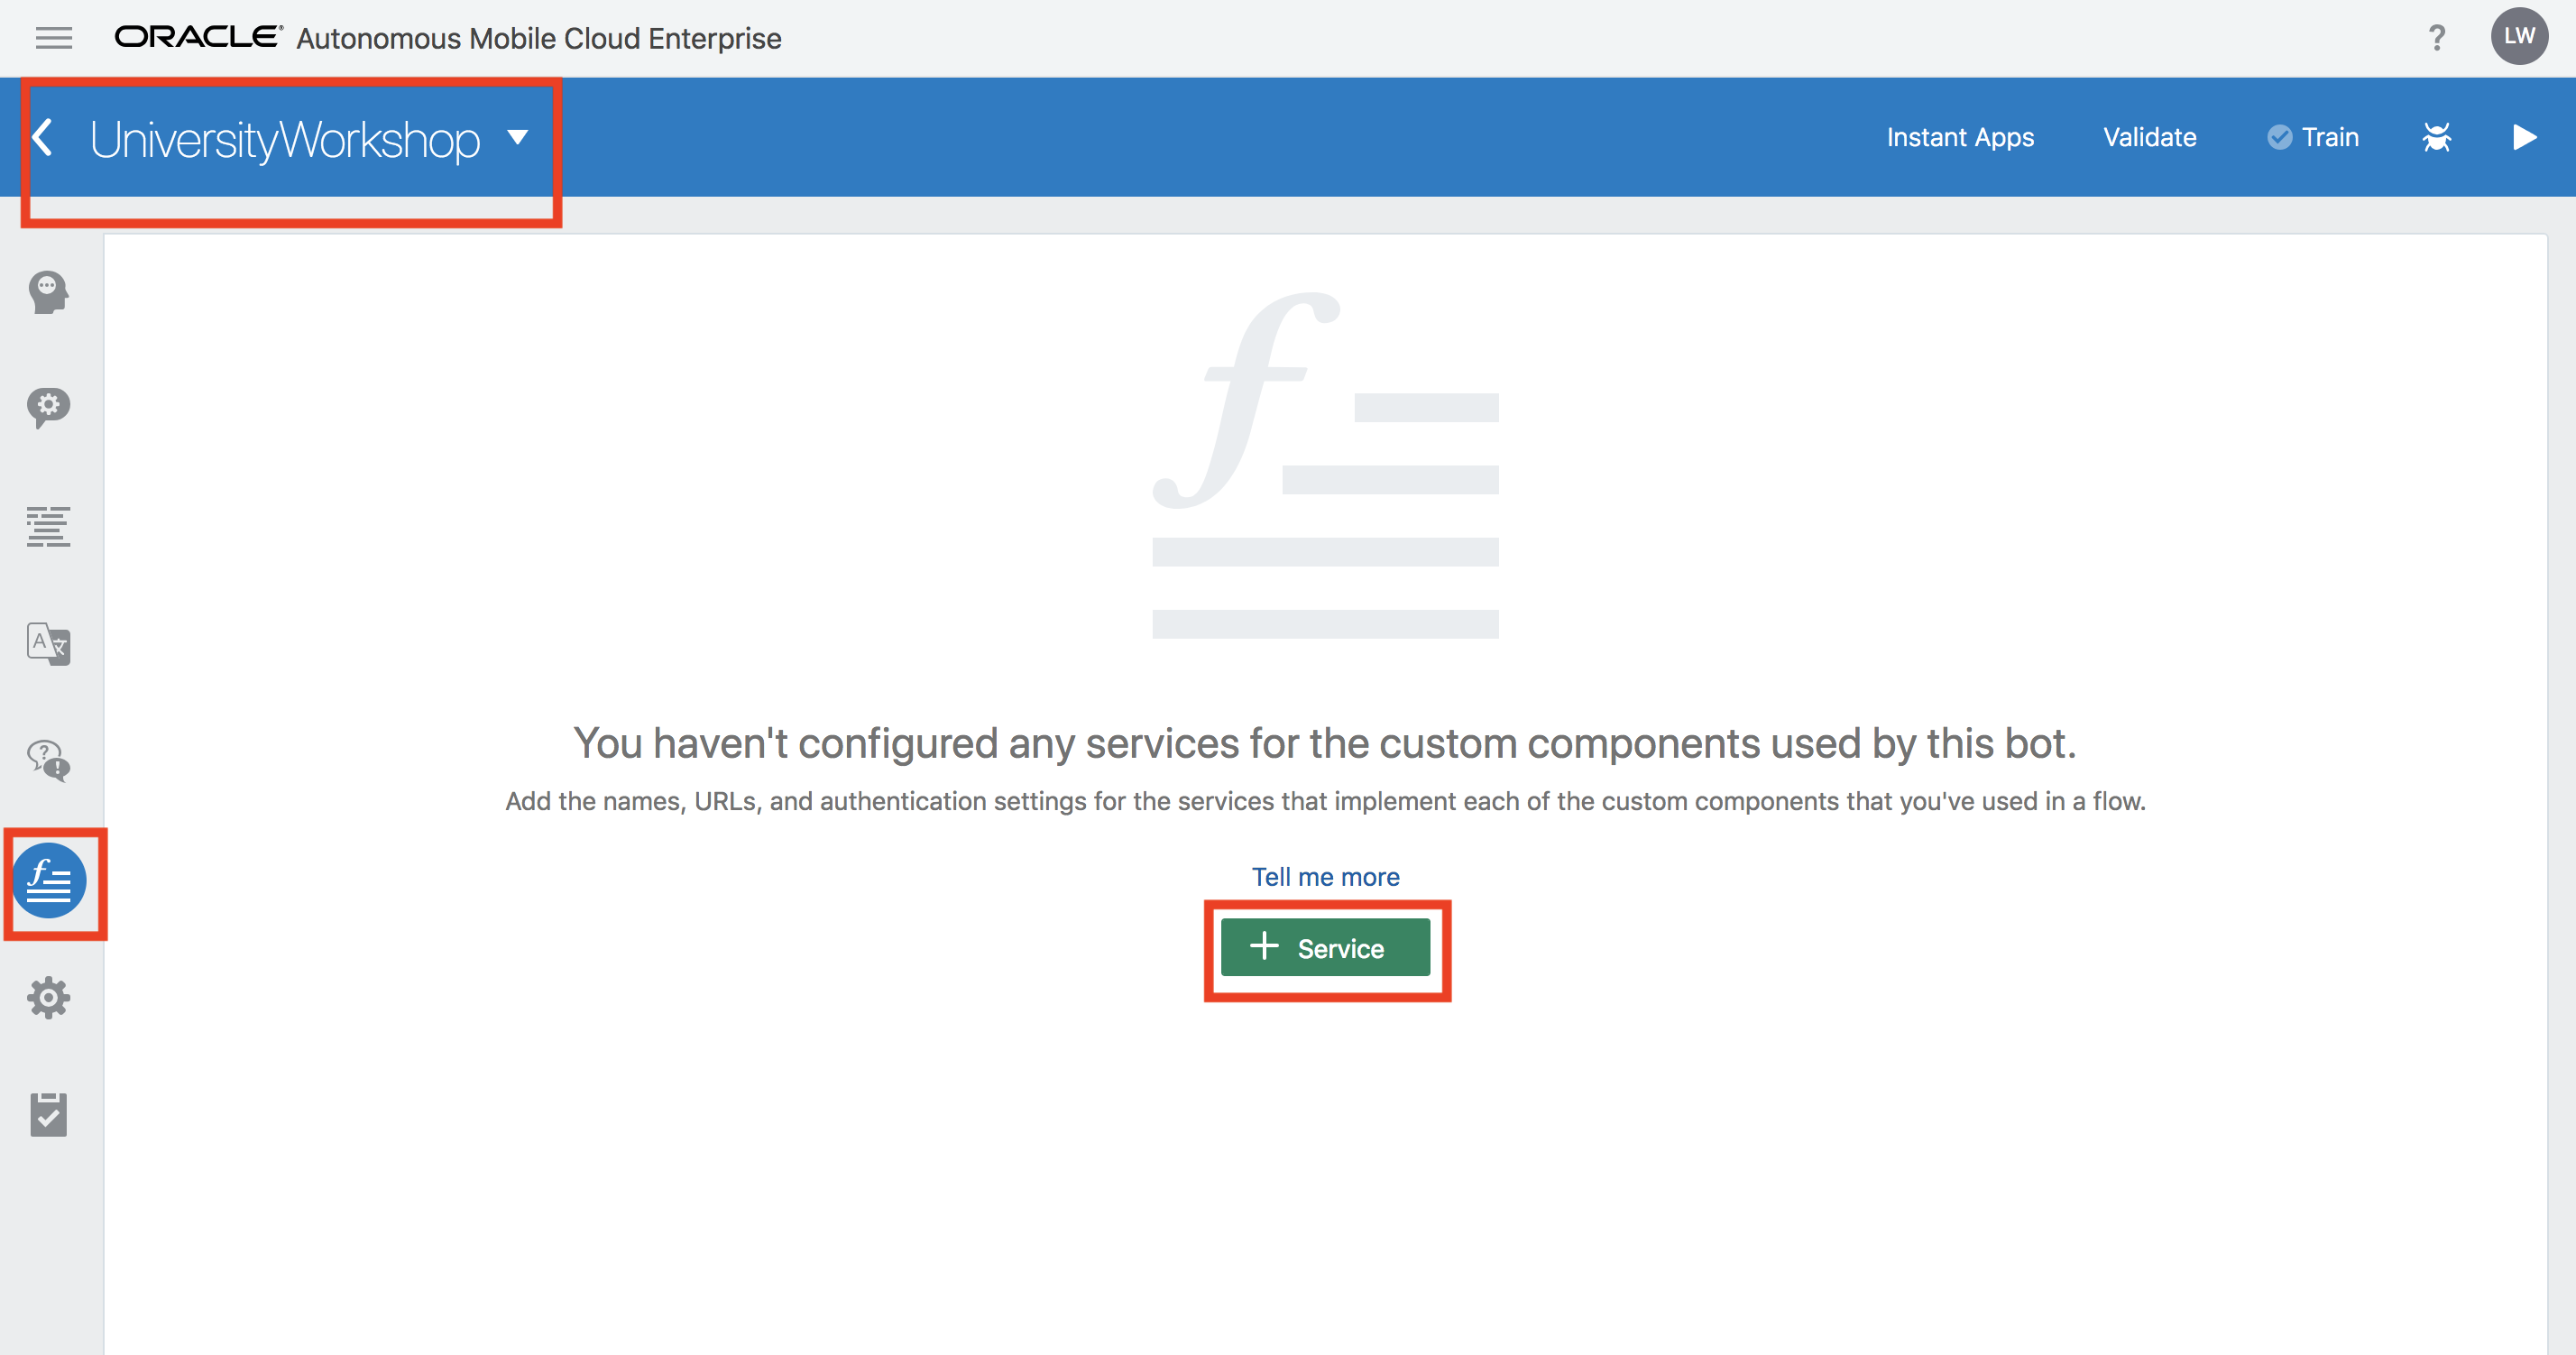 ORACLE® Autonomous Mobile Cloud Enterprise
?
LW
UniversityWorkshop
Instant Apps
Validate
Train
You haven't configured any services for the custom components used by this bot.
Add the names, URLs, and authentication settings for the services that implement each of the custom components that you've used in a flow.
Tell me more
+ Service